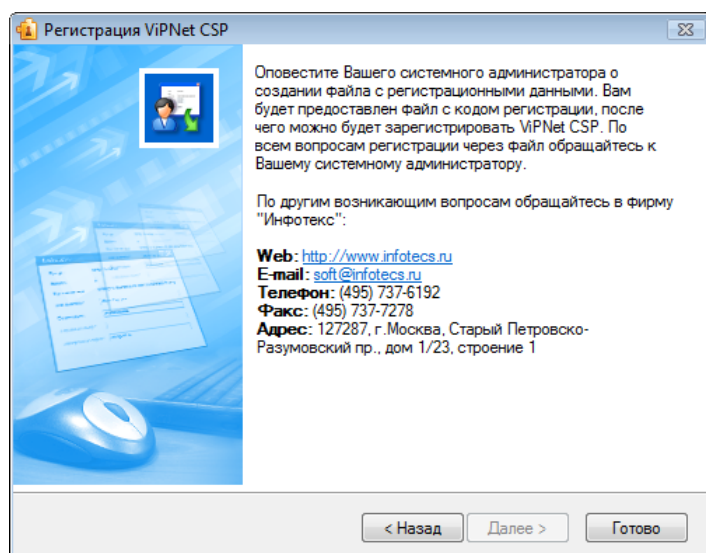 Регистрация ViPNet CSP
Оповестите Вашего системного администратора о
создании файла с регистрационными данными. Вам
будет предоставлен файл с кодом регистрации, после
чего можно будет зарегистрировать ViPNet CSP. По
всем вопросам регистрации через файл обращайтесь к
Вашему системному администратору.
По другим возникающим вопросам обращайтесь в фирму
"Инфотекс":
Web: http://www.infotecs.ru
E-mail: soft@infotecs.ru
Телефон: (495) 737-6192
Факс: (495) 737-7278
Адрес: 127287, г.Москва, Старый Петровско-
Разумовский пр., дом 1/23, строение 1
< Назад Далее > Готово